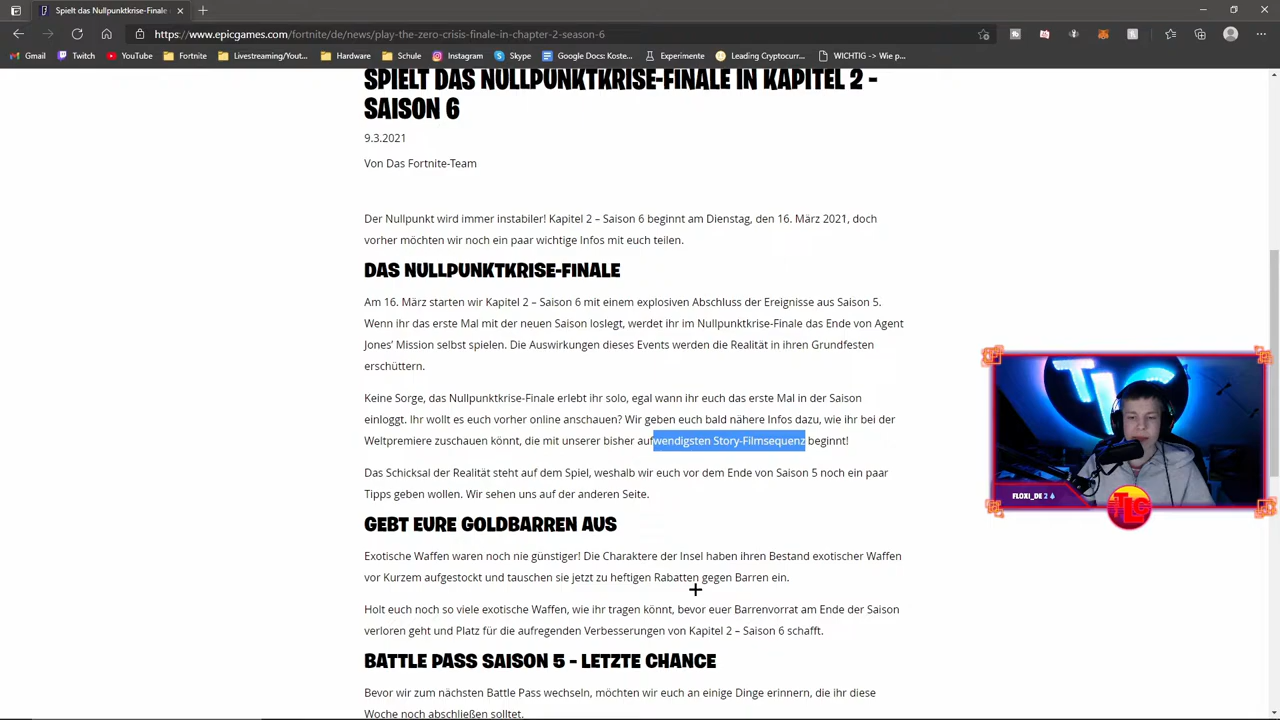 Spielt das Nullpunktkrise-Finale
https://www.epicgames.com/fortnite/de/news/play-the-zero-crisis-finale-in-chapter-2-season-6
Gmail Twitch YouTube Fortnite Livestreaming/Yout... Hardware Schule Instagram Skype Google Docs: Koste... Experimente Leading Cryptocurr... WICHTIG -> Wie p...
SPIELT DAS NULLPUNKTKRISE-FINALE IN KAPITEL 2 -
SAISON 6
9.3.2021
Von Das Fortnite-Team
Der Nullpunkt wird immer instabiler! Kapitel 2 – Saison 6 beginnt am Dienstag, den 16. März 2021, doch
vorher möchten wir noch ein paar wichtige Infos mit euch teilen.
DAS NULLPUNKTKRISE-FINALE
Am 16. März starten wir Kapitel 2 – Saison 6 mit einem explosiven Abschluss der Ereignisse aus Saison 5.
Wenn ihr das erste Mal mit der neuen Saison loslegt, werdet ihr im Nullpunktkrise-Finale das Ende von Agent
Jones’ Mission selbst spielen. Die Auswirkungen dieses Events werden die Realität in ihren Grundfesten
erschüttern.
Keine Sorge, das Nullpunktkrise-Finale erlebt ihr solo, egal wann ihr euch das erste Mal in der Saison
einloggt. Ihr wollt es euch vorher online anschauen? Wir geben euch bald nähere Infos dazu, wie ihr bei der
Weltpremiere zuschauen könnt, die mit unserer bisher aufwendigsten Story-Filmsequenz beginnt!
Das Schicksal der Realität steht auf dem Spiel, weshalb wir euch vor dem Ende von Saison 5 noch ein paar
Tipps geben wollen. Wir sehen uns auf der anderen Seite.
GEBT EURE GOLDBARREN AUS
Exotische Waffen waren noch nie günstiger! Die Charaktere der Insel haben ihren Bestand exotischer Waffen
vor Kurzem aufgestockt und tauschen sie jetzt zu heftigen Rabatten gegen Barren ein.
Holt euch noch so viele exotische Waffen, wie ihr tragen könnt, bevor euer Barrenvorrat am Ende der Saison
verloren geht und Platz für die aufregenden Verbesserungen von Kapitel 2 – Saison 6 schafft.
BATTLE PASS SAISON 5 - LETZTE CHANCE
Bevor wir zum nächsten Battle Pass wechseln, möchten wir euch an einige Dinge erinnern, die ihr diese
Woche noch abschließen solltet.
TLC
FLOXI_DE 2
TLC